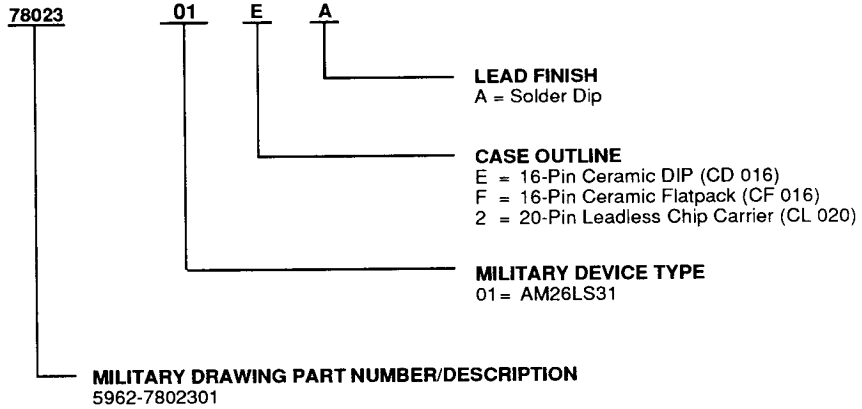 78023 01 E A
LEAD FINISH
A = Solder Dip
CASE OUTLINE
E = 16-Pin Ceramic DIP (CD 016)
F = 16-Pin Ceramic Flatpack (CF 016)
2 = 20-Pin Leadless Chip Carrier (CL 020)
MILITARY DEVICE TYPE
01= AM26LS31
MILITARY DRAWING PART NUMBER/DESCRIPTION
5962-7802301